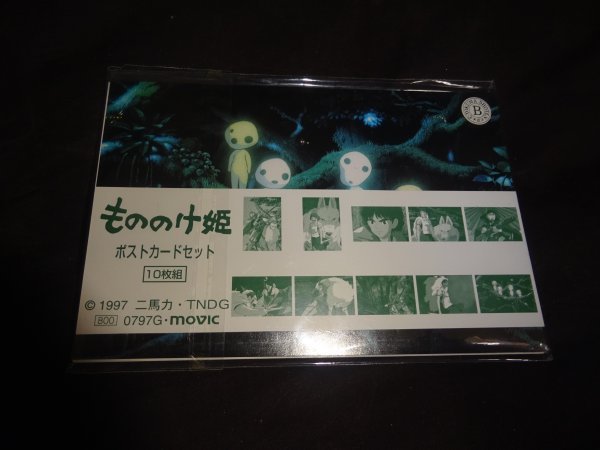 B
もののけ姫
ポストカードセット
10枚組
© 1997 二馬力・TNDG
800 0797G・movic